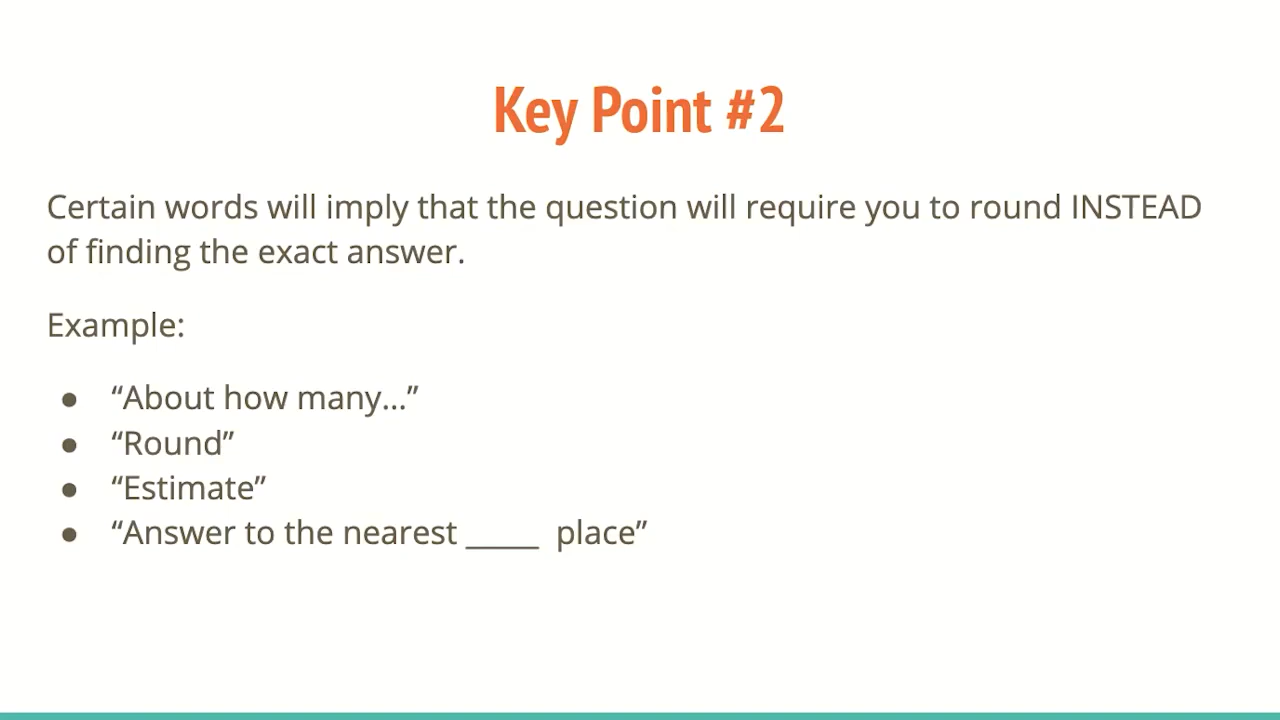 Key Point #2
Certain words will imply that the question will require you to round INSTEAD
of finding the exact answer.
Example:
● “About how many...”
● “Round”
● “Estimate”
● “Answer to the nearest _____ place”